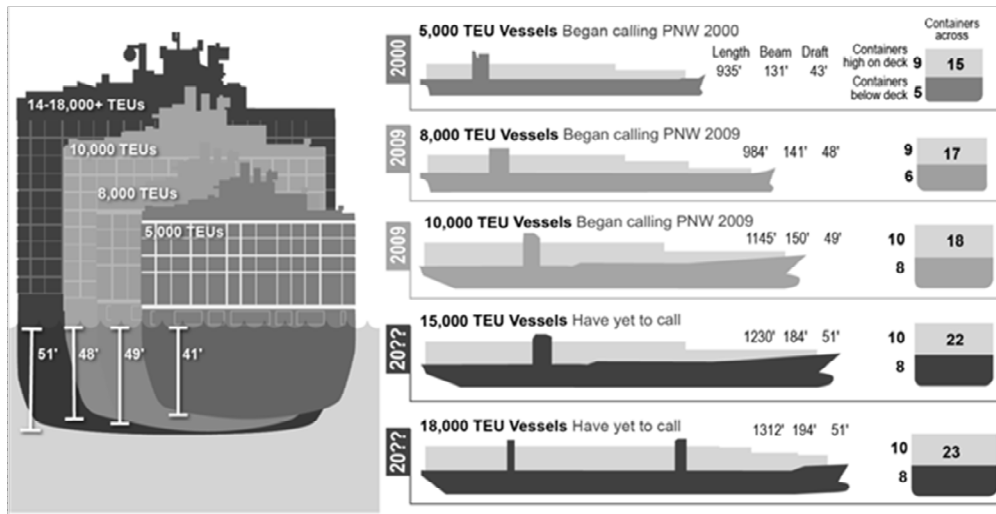 14-18,000+ TEUs
10,000 TEUs
8,000 TEUs
5,000 TEUs
51' 48' 49' 41'
2000
5,000 TEU Vessels Began calling PNW 2000
Length Beam Draft
935' 131' 43'
Containers across
Containers high on deck 9 15
Containers below deck 5
2009
8,000 TEU Vessels Began calling PNW 2009
984' 141' 48'
9 17
6
2009
10,000 TEU Vessels Began calling PNW 2009
1145' 150' 49'
10 18
8
20??
15,000 TEU Vessels Have yet to call
1230' 184' 51'
10 22
8
20??
18,000 TEU Vessels Have yet to call
1312' 194' 51'
10 23
8